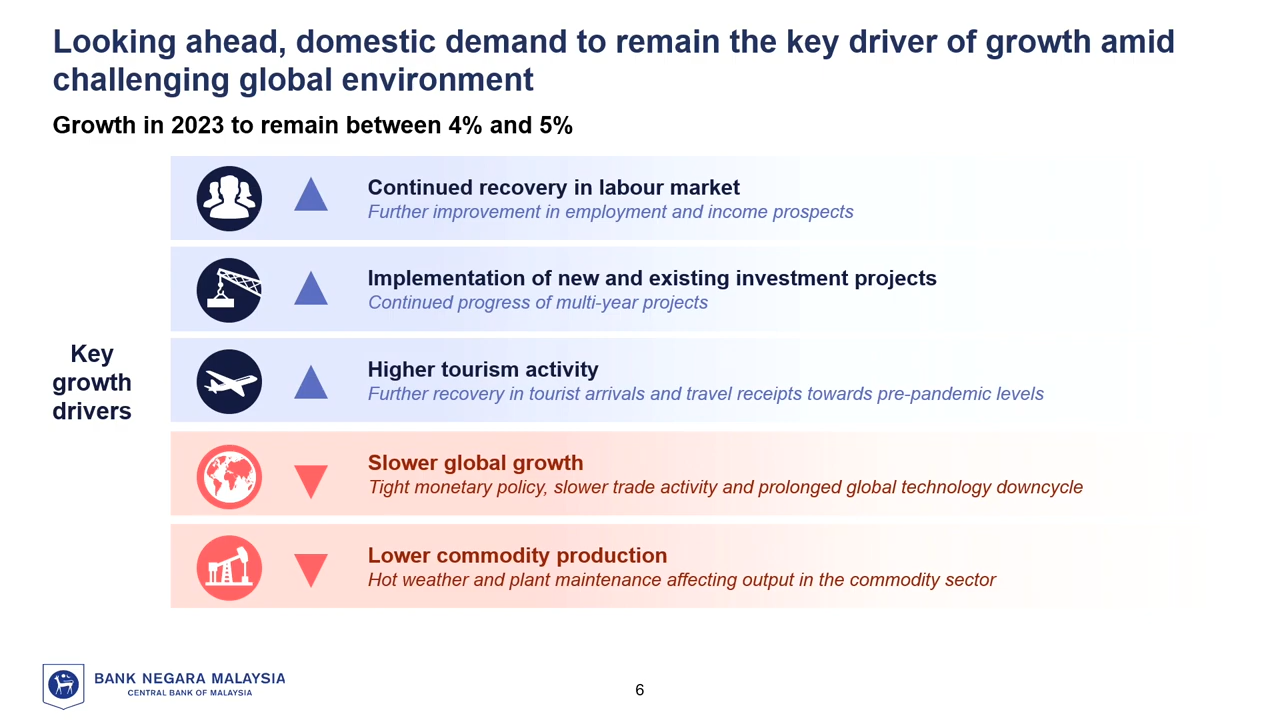 Looking ahead, domestic demand to remain the key driver of growth amid
challenging global environment
Growth in 2023 to remain between 4% and 5%
Key
growth
drivers
Continued recovery in labour market
Further improvement in employment and income prospects
Implementation of new and existing investment projects
Continued progress of multi-year projects
Higher tourism activity
Further recovery in tourist arrivals and travel receipts towards pre-pandemic levels
Slower global growth
Tight monetary policy, slower trade activity and prolonged global technology downcycle
Lower commodity production
Hot weather and plant maintenance affecting output in the commodity sector
BANK NEGARA MALAYSIA
CENTRAL BANK OF MALAYSIA
6